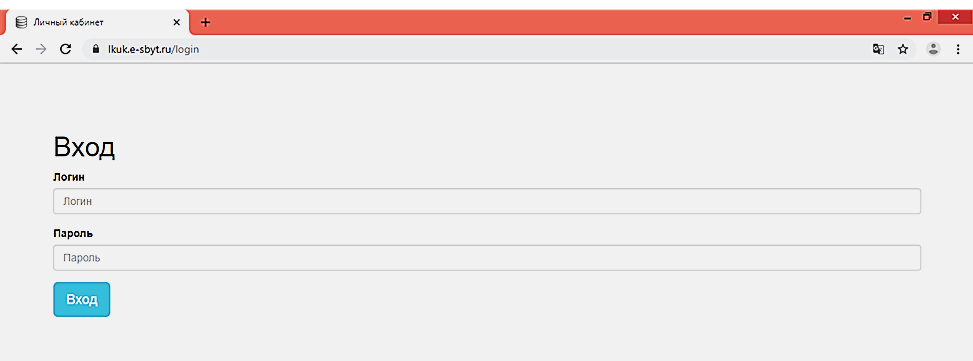 Личный кабинет
lkuk.e-sbyt.ru/login
Вход
Логин
Логин
Пароль
Пароль
Вход